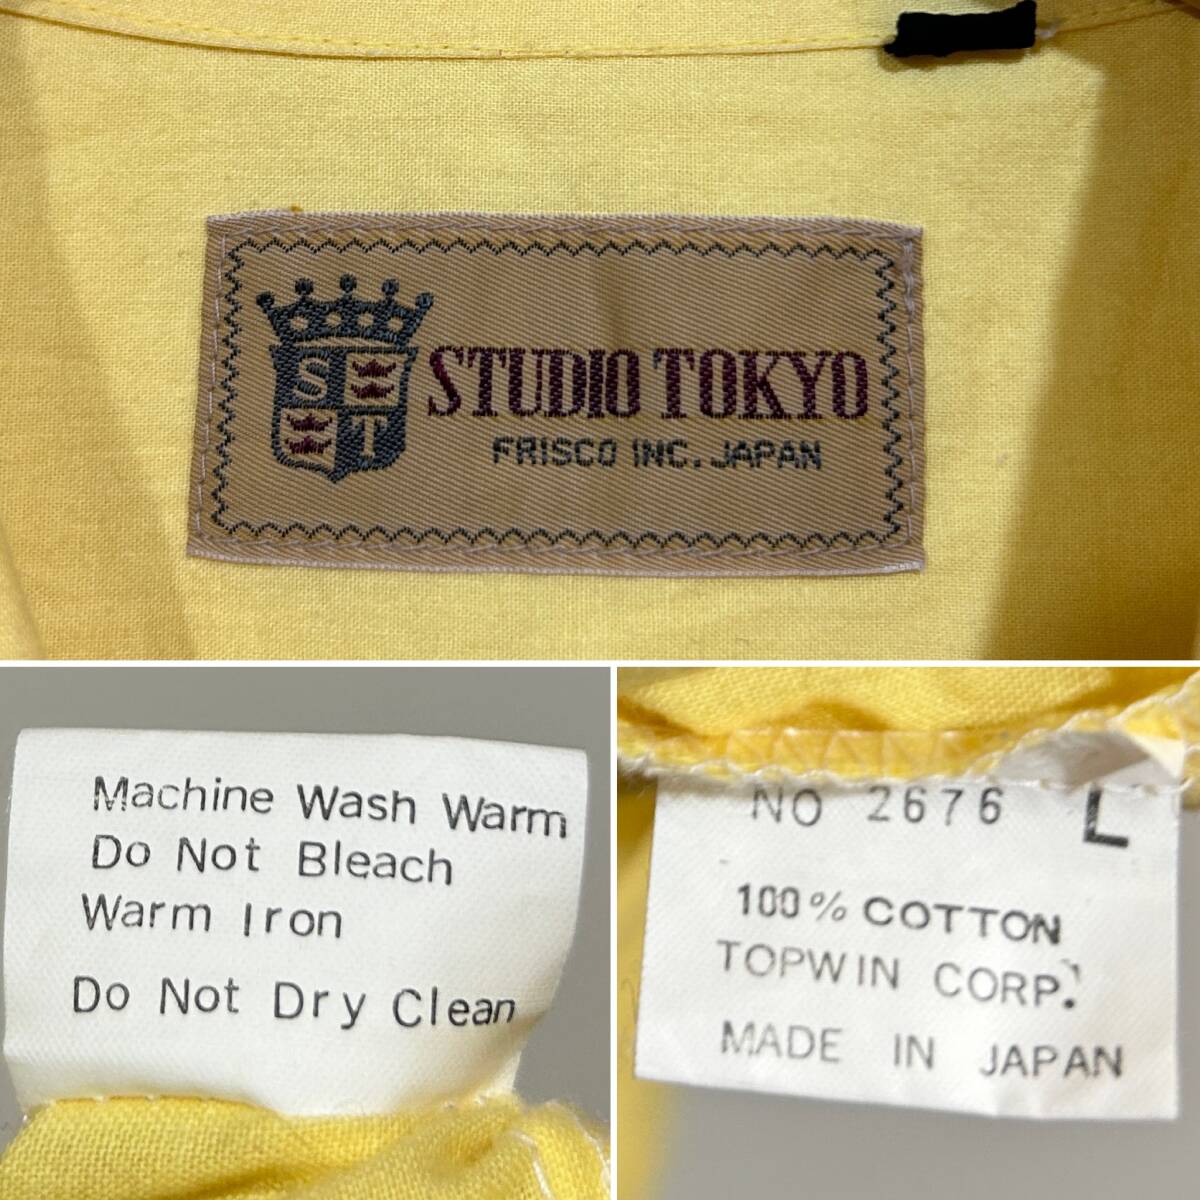 S
T
STUDIO TOKYO
FRISCO INC. JAPAN
Machine Wash Warm
Do Not Bleach
Warm Iron
Do Not Dry Clean
NO 2676 L
100% COTTON
TOPWIN CORP.
MADE IN JAPAN